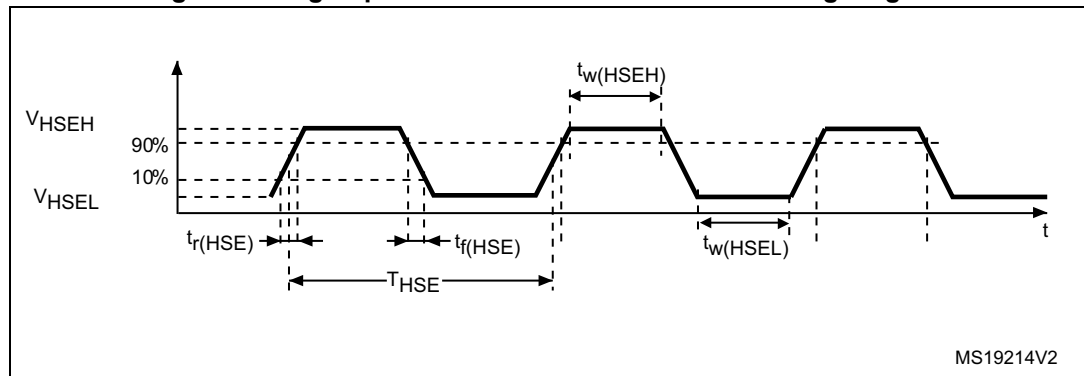 tw(HSEH)
VHSEH
90%
10%
VHSEL
tr(HSE)
tf(HSE)
tw(HSEL)
t
THSE
MS19214V2